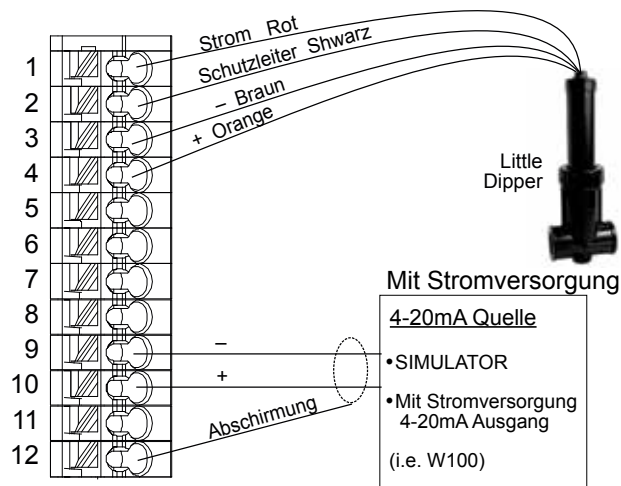 Strom Rot
Schutzleiter Shwarz
– Braun
+ Orange
1
2
3
4
5
6
7
8
9
10
11
12
Little
Dipper
Mit Stromversorgung
4-20mA Quelle
•SIMULATOR
•Mit Stromversorgung
4-20mA Ausgang
(i.e. W100)
–
+
Abschirmung